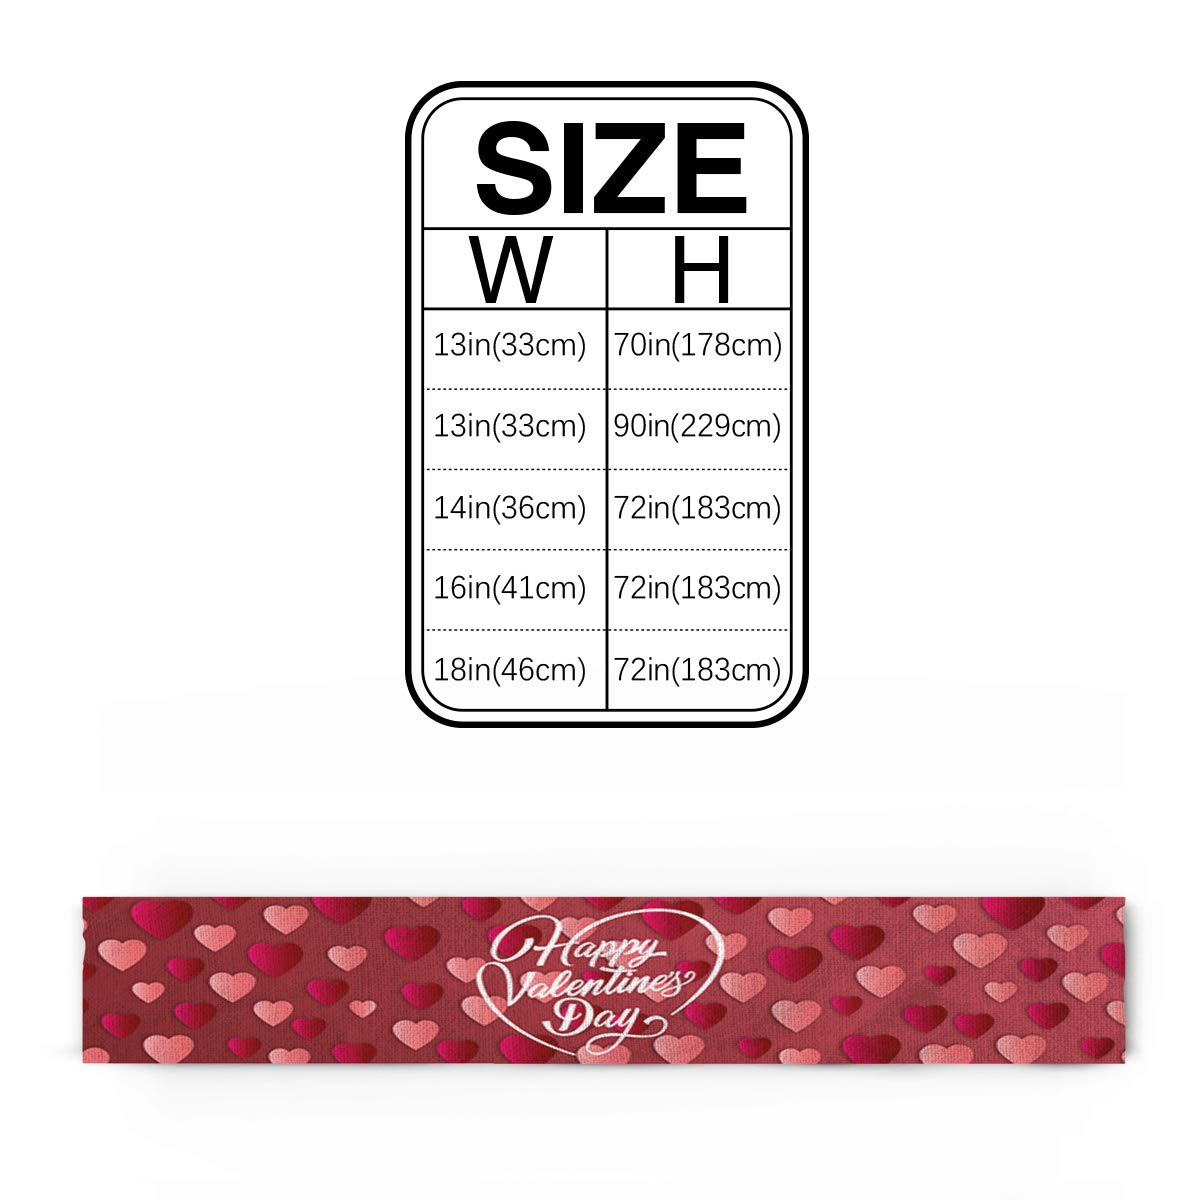 SIZE
W H
13in(33cm) 70in(178cm)
13in(33cm) 90in(229cm)
14in(36cm) 72in(183cm)
16in(41cm) 72in(183cm)
18in(46cm) 72in(183cm)
Happy
Valentine's
Day